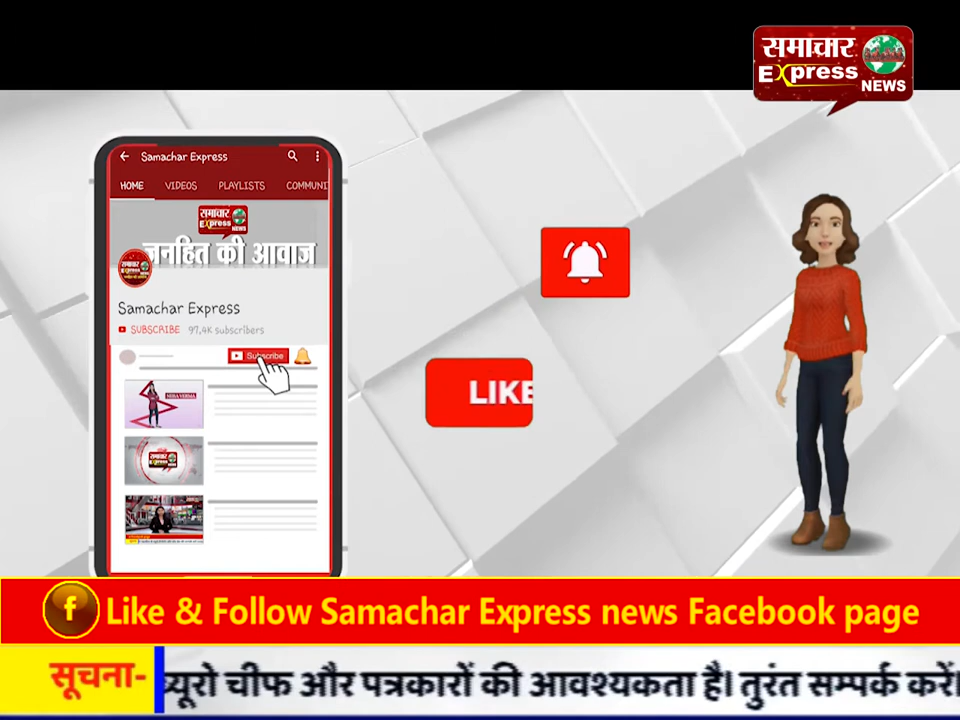 समाचार
Express
NEWS
Samachar Express
HOME VIDEOS PLAYLISTS COMMUNI
समाचार
Express
NEWS
जनहित की आवाज
Samachar Express
SUBSCRIBE 97,4K subscribers
Subscribe
LIKE
Like & Follow Samachar Express news Facebook page
सूचना- ब्यूरो चीफ और पत्रकारों की आवश्यकता है। तुरंत सम्पर्क करें।